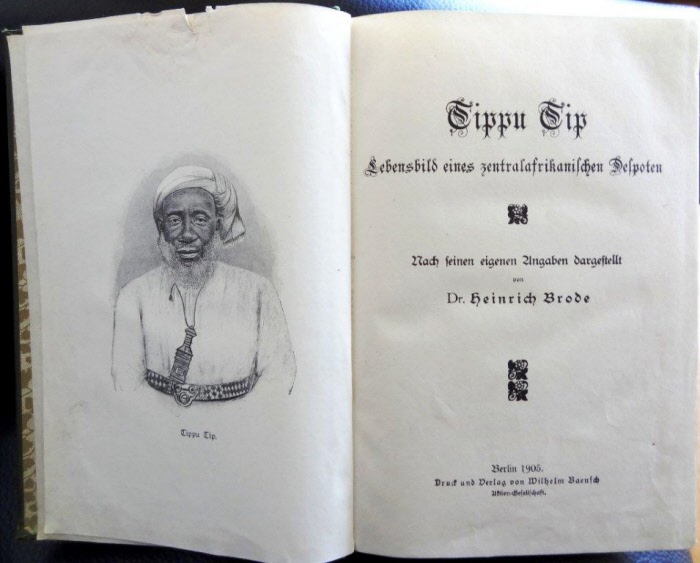 Tippu Tip.
Tippu Tip
Lebensbild eines zentralafrikanischen Despoten
Nach seinen eigenen Angaben dargestellt
von
Dr. Heinrich Brode
Berlin 1905.
Druck und Verlag von Wilhelm Baensch
Aktien-Gesellschaft.